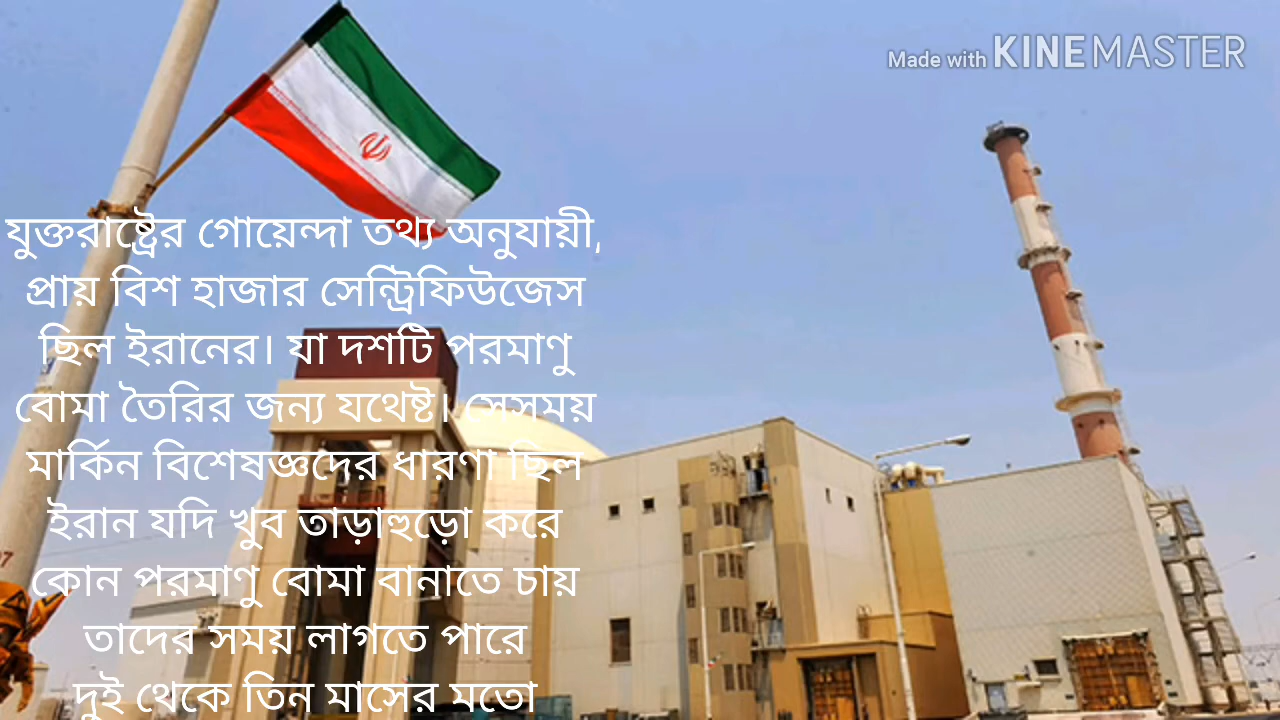 Made with KINEMASTER
যুক্তরাষ্ট্রের গোয়েন্দা তথ্য অনুযায়ী,
প্রায় বিশ হাজার সেন্ট্রিফিউজেস
ছিল ইরানের। যা দশটি পরমাণু
বোমা তৈরির জন্য যথেষ্ট। সেসময়
মার্কিন বিশেষজ্ঞদের ধারণা ছিল
ইরান যদি খুব তাড়াহুড়ো করে
কোন পরমাণু বোমা বানাতে চায়
তাদের সময় লাগতে পারে
দুই থেকে তিন মাসের মতো